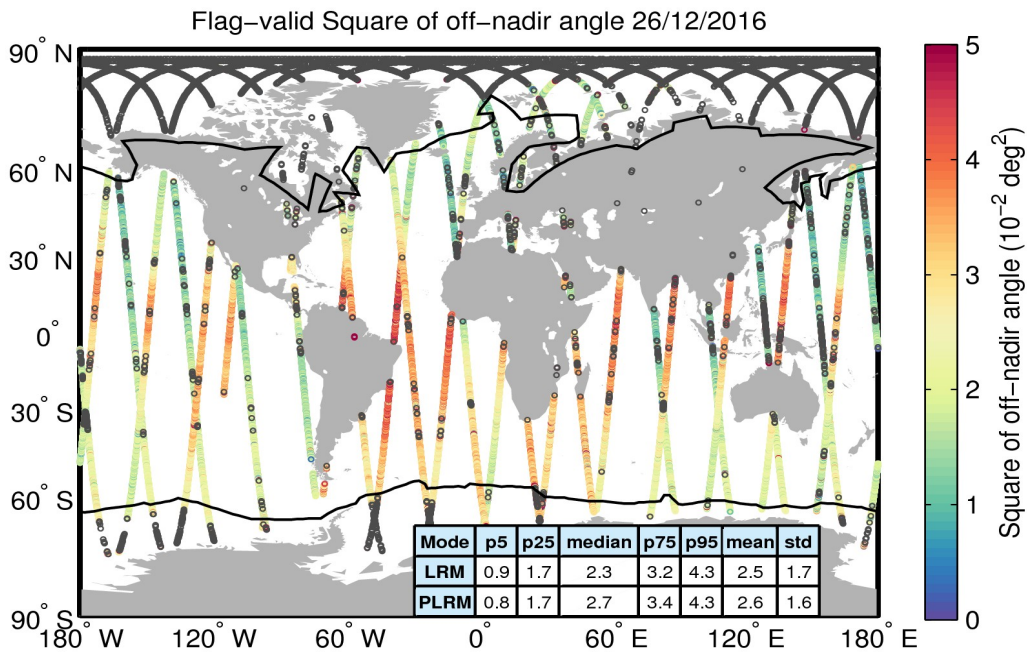 Flag−valid Square of off−nadir angle 26/12/2016
90° N
60° N
30° N
0°
30° S
60° S
90° S
180° W
120° W
60° W
0°
60° E
120° E
180° E
Mode p5 p25 median p75 p95 mean std
LRM 0.9 1.7 2.3 3.2 4.3 2.5 1.7
PLRM 0.8 1.7 2.7 3.4 4.3 2.6 1.6
5
4
3
2
1
0
Square of off−nadir angle (10⁻² deg²)